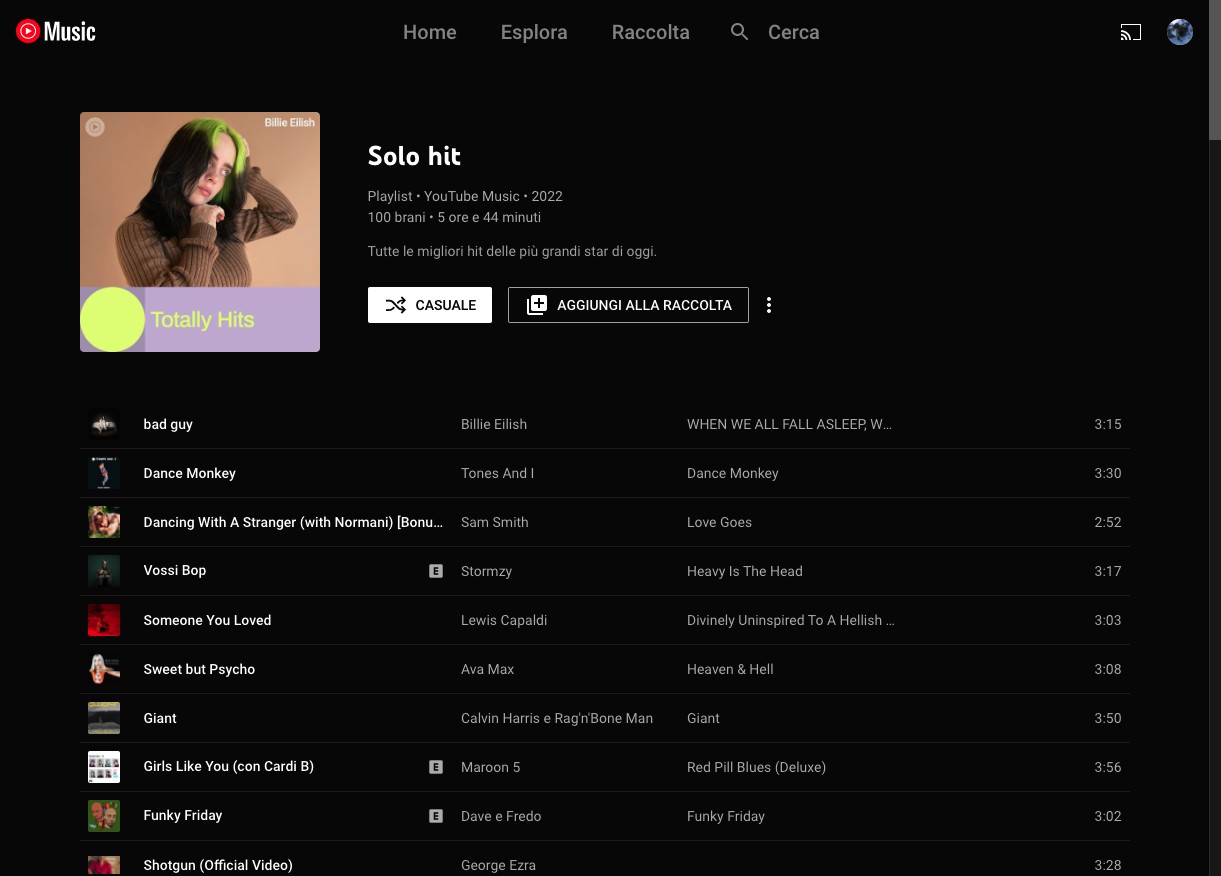 Music
Home Esplora Raccolta Cerca
Billie Eilish
Totally Hits
Solo hit
Playlist • YouTube Music • 2022
100 brani • 5 ore e 44 minuti
Tutte le migliori hit delle più grandi star di oggi.
CASUALE AGGIUNGI ALLA RACCOLTA
bad guy Billie Eilish WHEN WE ALL FALL ASLEEP, W... 3:15
Dance Monkey Tones And I Dance Monkey 3:30
Dancing With A Stranger (with Normani) [Bonu... Sam Smith Love Goes 2:52
Vossi Bop E Stormzy Heavy Is The Head 3:17
Someone You Loved Lewis Capaldi Divinely Uninspired To A Hellish ... 3:03
Sweet but Psycho Ava Max Heaven & Hell 3:08
Giant Calvin Harris e Rag'n'Bone Man Giant 3:50
Girls Like You (con Cardi B) E Maroon 5 Red Pill Blues (Deluxe) 3:56
Funky Friday E Dave e Fredo Funky Friday 3:02
Shotgun (Official Video) George Ezra 3:28